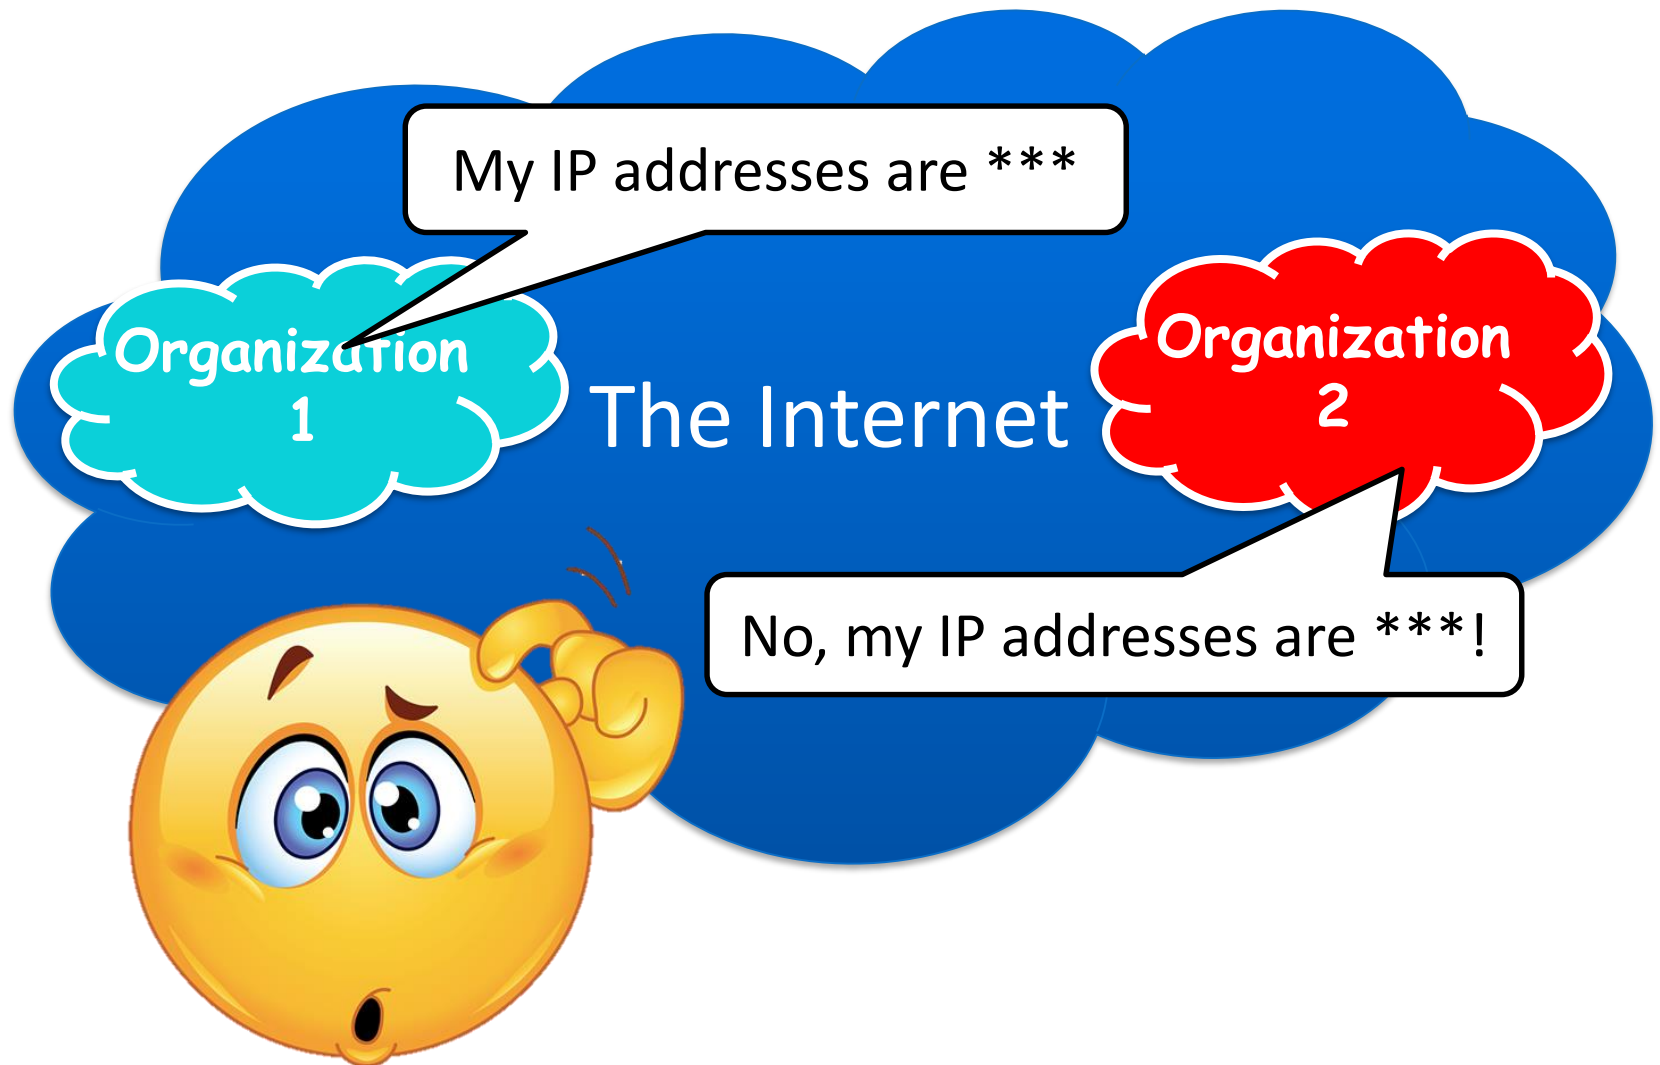 My IP addresses are ***
Organization
1
The Internet
Organization
2
No, my IP addresses are ***!